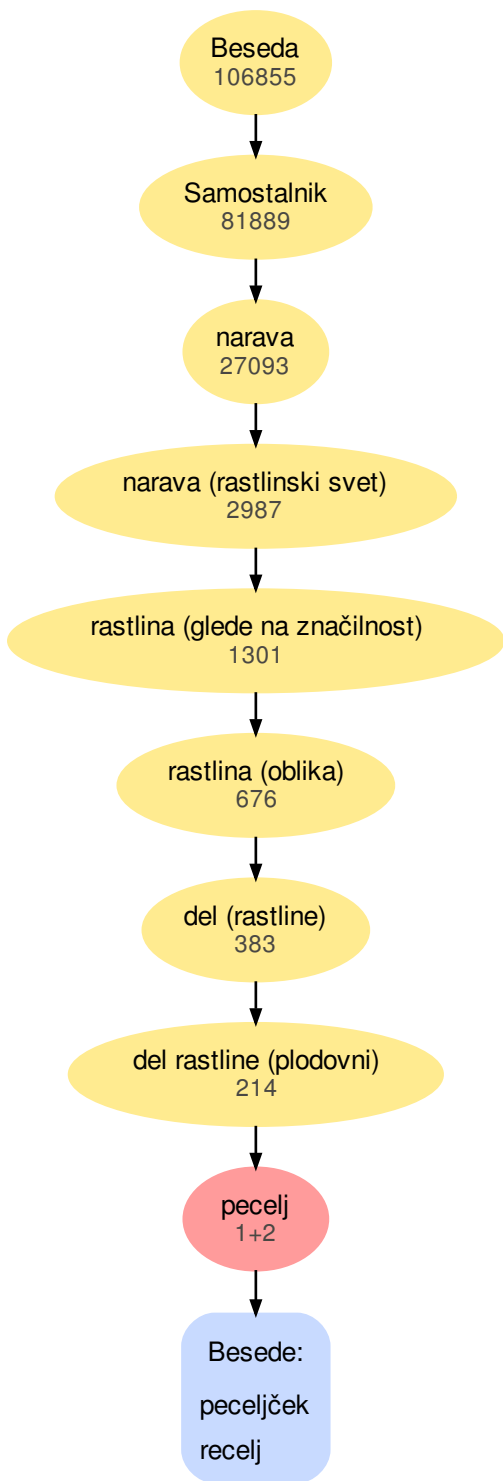 Beseda
106855
Samostalnik
81889
narava
27093
narava (rastlinski svet)
2987
rastlina (glede na značilnost)
1301
rastlina (oblika)
676
del (rastline)
383
del rastline (plodovni)
214
pecelj
1+2
Besede:
peceljček
recelj